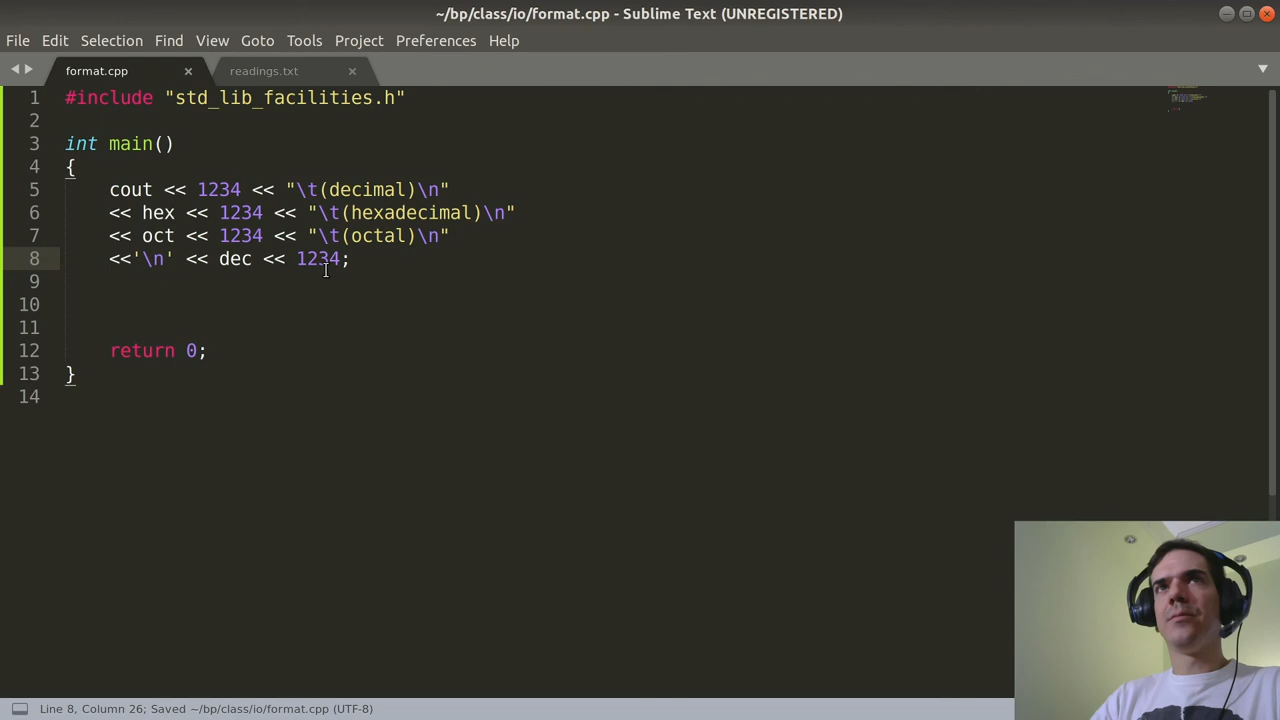 ~/bp/class/io/format.cpp - Sublime Text (UNREGISTERED)
File Edit Selection Find View Goto Tools Project Preferences Help
format.cpp readings.txt
1 #include "std_lib_facilities.h"
2
3 int main()
4 {
5 cout << 1234 << "\t(decimal)\n"
6 << hex << 1234 << "\t(hexadecimal)\n"
7 << oct << 1234 << "\t(octal)\n"
8 <<'\n' << dec << 1234;
9
10
11
12 return 0;
13 }
14
Line 8, Column 26; Saved ~/bp/class/io/format.cpp (UTF-8)